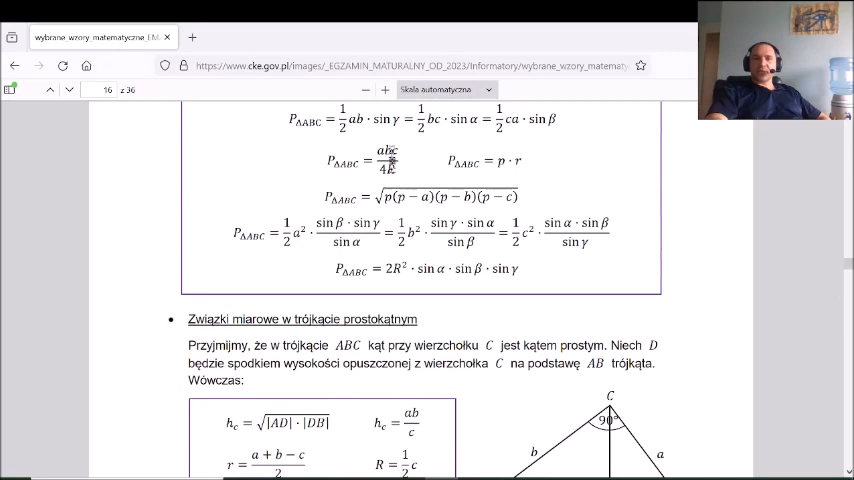 wybrane_wzory_matematyczne_EM
https://www.cke.gov.pl/images/_EGZAMIN_MATURALNY_OD_2023/Informatory/wybrane_wzory_matematy
16 z 36
Skala automatyczna
P_ΔABC = 1/2 ab · sin γ = 1/2 bc · sin α = 1/2 ca · sin β
P_ΔABC = abc/4R P_ΔABC = p · r
P_ΔABC = √(p(p − a)(p − b)(p − c))
P_ΔABC = 1/2 a² · (sin β · sin γ)/(sin α) = 1/2 b² · (sin γ · sin α)/(sin β) = 1/2 c² · (sin α · sin β)/(sin γ)
P_ΔABC = 2R² · sin α · sin β · sin γ
• Związki miarowe w trójkącie prostokątnym
Przyjmijmy, że w trójkącie ABC kąt przy wierzchołku C jest kątem prostym. Niech D
będzie spodkiem wysokości opuszczonej z wierzchołka C na podstawę AB trójkąta.
Wówczas:
h_c = √(|AD| · |DB|) h_c = ab/c
r = (a + b − c)/2 R = 1/2 c
C
90°
b
a